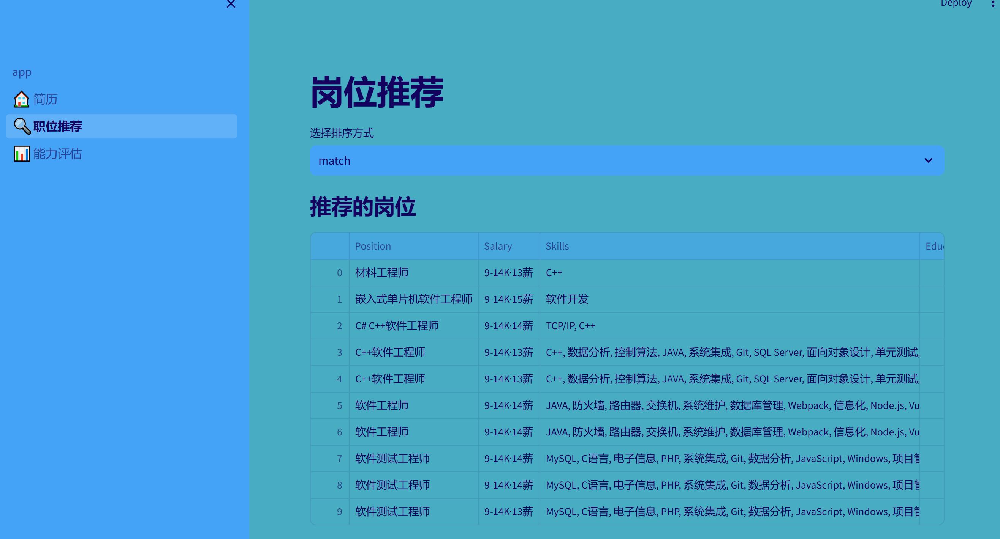 Deploy
app
简历
职位推荐
能力评估
岗位推荐
选择排序方式
match
推荐的岗位
Position Salary Skills Edu
0 材料工程师 9-14K·13薪 C++
1 嵌入式单片机软件工程师 9-14K·15薪 软件开发
2 C# C++软件工程师 9-14K·14薪 TCP/IP, C++
3 C++软件工程师 9-14K·13薪 C++, 数据分析, 控制算法, JAVA, 系统集成, Git, SQL Server, 面向对象设计, 单元测试,
4 C++软件工程师 9-14K·13薪 C++, 数据分析, 控制算法, JAVA, 系统集成, Git, SQL Server, 面向对象设计, 单元测试,
5 软件工程师 9-14K·14薪 JAVA, 防火墙, 路由器, 交换机, 系统维护, 数据库管理, Webpack, 信息化, Node.js, Vu
6 软件工程师 9-14K·14薪 JAVA, 防火墙, 路由器, 交换机, 系统维护, 数据库管理, Webpack, 信息化, Node.js, Vu
7 软件测试工程师 9-14K·14薪 MySQL, C语言, 电子信息, PHP, 系统集成, Git, 数据分析, JavaScript, Windows, 项目管
8 软件测试工程师 9-14K·14薪 MySQL, C语言, 电子信息, PHP, 系统集成, Git, 数据分析, JavaScript, Windows, 项目管
9 软件测试工程师 9-14K·13薪 MySQL, C语言, 电子信息, PHP, 系统集成, Git, 数据分析, JavaScript, Windows, 项目管